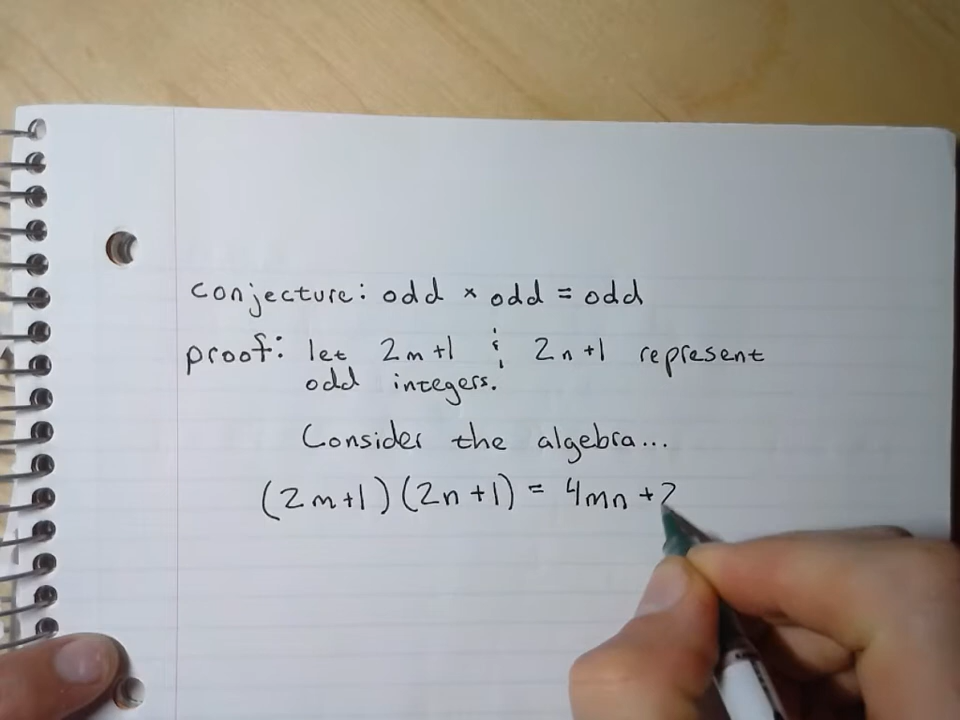 conjecture: odd × odd = odd
proof: let 2m+1 & 2n+1 represent
odd integers.
Consider the algebra...
(2m+1)(2n+1) = 4mn +2